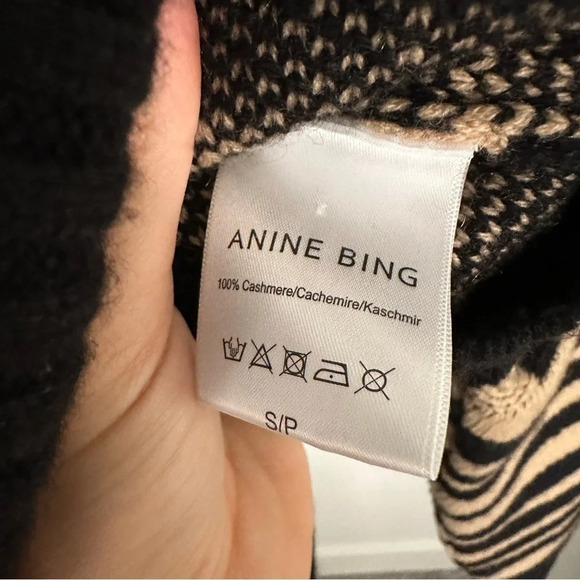 ANINE BING
100% Cashmere/Cachemire/Kaschmir
S/P